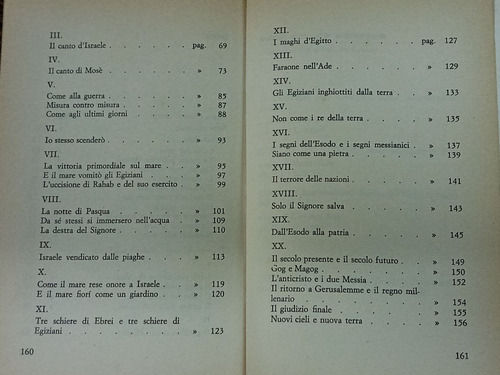 III.
Il canto d'Israele . . . . . . pag. 69
IV.
Il canto di Mosè . . . . . . » 73
V.
Come alla guerra . . . . . . » 85
Misura contro misura . . . . . » 87
Come agli ultimi giorni . . . . . » 88
VI.
Io stesso scenderò . . . . . . » 93
VII.
La vittoria primordiale sul mare . . . » 95
E il mare vomitò gli Egiziani . . . . » 97
L'uccisione di Rahab e del suo esercito . . » 99
VIII.
La notte di Pasqua . . . . . . » 101
Da sé stessi si immersero nell'acqua . . » 109
La destra del Signore . . . . . » 110
IX.
Israele vendicato dalle piaghe . . . . » 113
X.
Come il mare rese onore a Israele . . . » 119
E il mare fiorì come un giardino . . . » 120
XI.
Tre schiere di Ebrei e tre schiere di
Egiziani . . . . . . . . » 123
160
XII.
I maghi d'Egitto . . . . . . pag. 127
XIII.
Faraone nell'Ade . . . . . . » 129
XIV.
Gli Egiziani inghiottiti dalla terra . . . » 133
XV.
Non come i re della terra . . . . » 135
XVI.
I segni dell'Esodo e i segni messianici . » 137
Siano come una pietra . . . . . » 139
XVII.
Il terrore delle nazioni . . . . . » 141
XVIII.
Solo il Signore salva . . . . . » 143
XIX.
Dall'Esodo alla patria . . . . . » 145
XX.
Il secolo presente e il secolo futuro . . » 149
Gog e Magog . . . . . . . » 150
L'anticristo e i due Messia . . . . » 152
Il ritorno a Gerusalemme e il regno mil-
lenario . . . . . . . . » 154
Il giudizio finale . . . . . . » 155
Nuovi cieli e nuova terra . . . . » 156
161